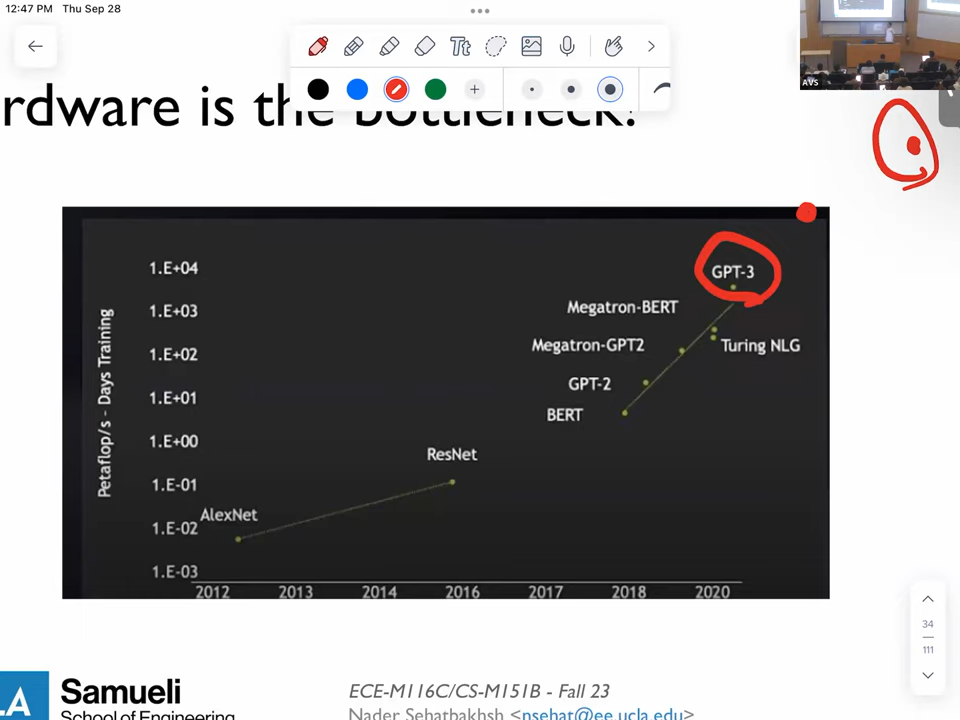 12:47 PM Thu Sep 28
Tt
AVS
rdware is the bottleneck!
Petaflop/s - Days Training
1.E+04
1.E+03
1.E+02
1.E+01
1.E+00
1.E-01
1.E-02
1.E-03
GPT-3
Megatron-BERT
Megatron-GPT2
Turing NLG
GPT-2
BERT
ResNet
AlexNet
2012 2013 2014 2016 2017 2018 2020
34
111
LA
Samueli
School of Engineering
ECE-M116C/CS-M151B - Fall 23
Nader Sehatbakhsh <nsehat@ee.ucla.edu>